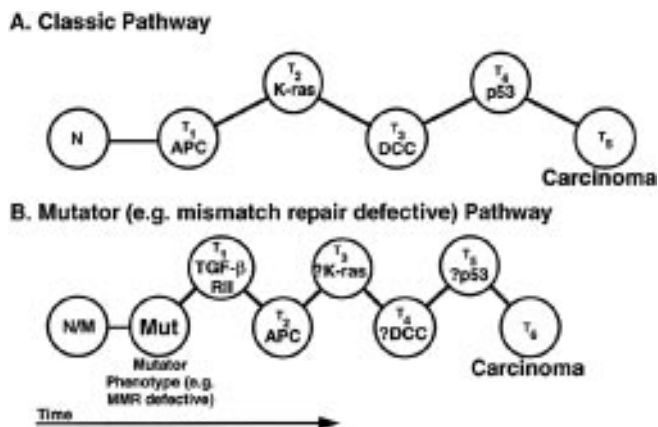 A. Classic Pathway
N
T1
APC
T2
K-ras
T3
DCC
T4
p53
T5
Carcinoma
B. Mutator (e.g. mismatch repair defective) Pathway
N/M
Mut
Mutator
Phenotype (e.g.
MMR defective)
T1
TGF-β
RII
T2
APC
T3
?K-ras
T4
?DCC
T5
?p53
T6
Carcinoma
Time